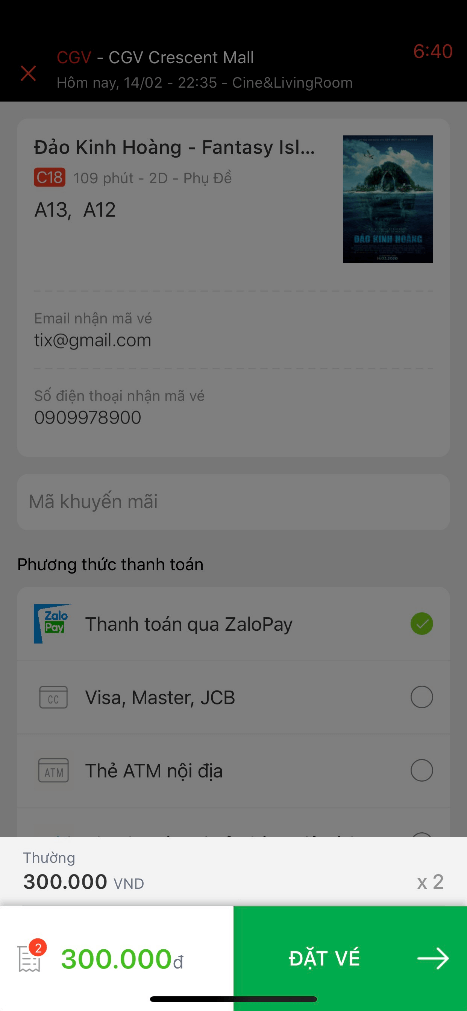 CGV - CGV Crescent Mall
6:40
Hôm nay, 14/02 - 22:35 - Cine&LivingRoom
Đảo Kinh Hoàng - Fantasy Isl...
C18 109 phút - 2D - Phụ Đề
A13, A12
ĐẢO KINH HOÀNG
Email nhận mã vé
tix@gmail.com
Số điện thoại nhận mã vé
0909978900
Mã khuyến mãi
Phương thức thanh toán
Zalo
Pay
Thanh toán qua ZaloPay
CC
Visa, Master, JCB
ATM
Thẻ ATM nội địa
Thường
300.000 VND
x 2
2
300.000đ
ĐẶT VÉ